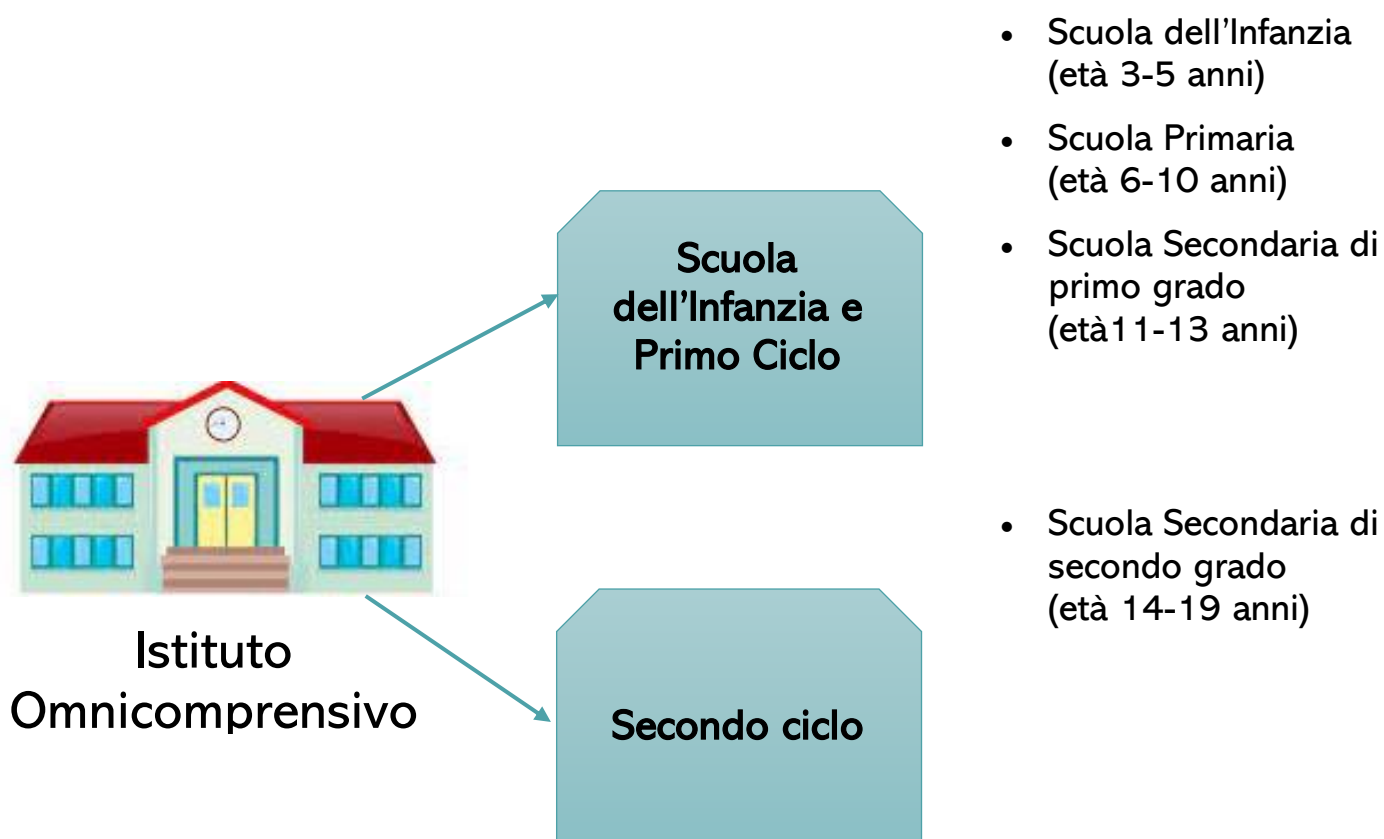 • Scuola dell'Infanzia
(età 3-5 anni)
• Scuola Primaria
(età 6-10 anni)
• Scuola Secondaria di
primo grado
(età11-13 anni)
Scuola
dell'Infanzia e
Primo Ciclo
• Scuola Secondaria di
secondo grado
(età 14-19 anni)
Istituto
Omnicomprensivo
Secondo ciclo